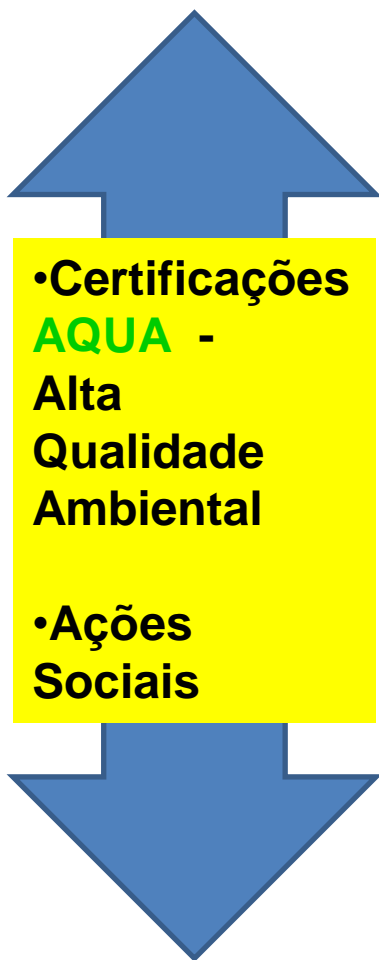 •Certificações
AQUA -
Alta
Qualidade
Ambiental
•Ações
Sociais